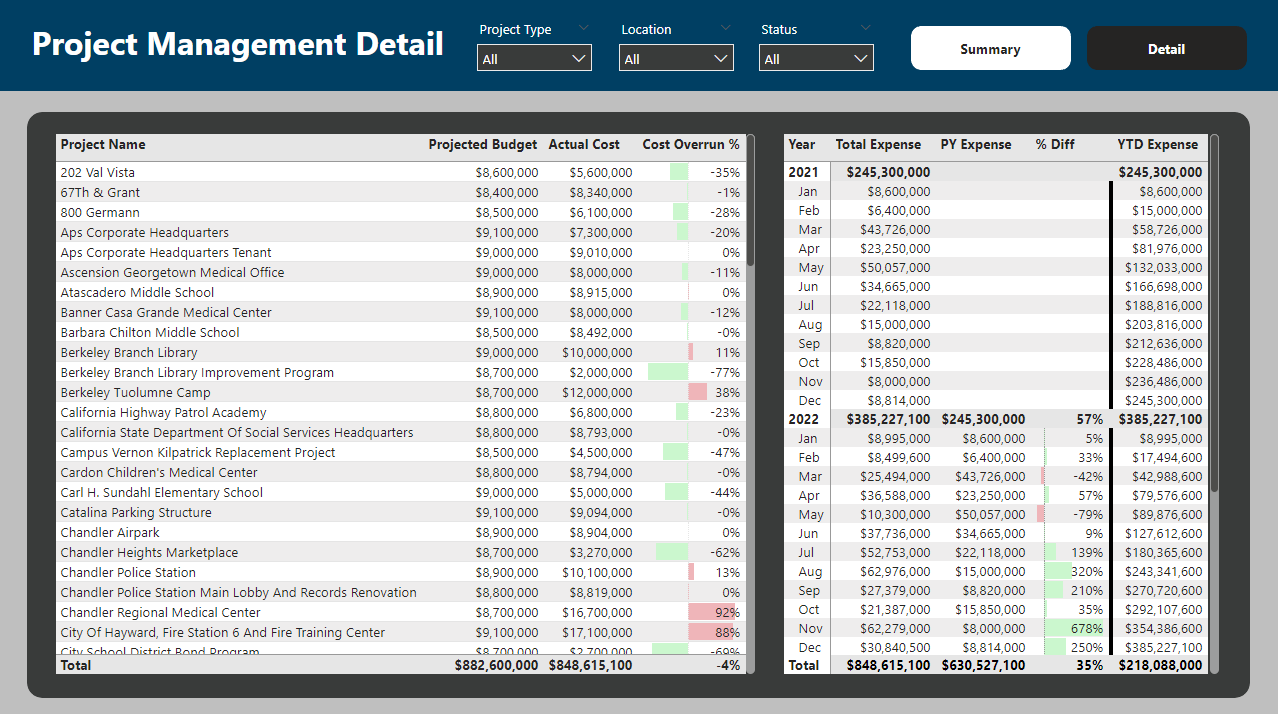 Project Management Detail
Project Type
Location
Status
All
All
All
Summary
Detail
Project Name Projected Budget Actual Cost Cost Overrun %
202 Val Vista $8,600,000 $5,600,000 -35%
67Th & Grant $8,400,000 $8,340,000 -1%
800 Germann $8,500,000 $6,100,000 -28%
Aps Corporate Headquarters $9,100,000 $7,300,000 -20%
Aps Corporate Headquarters Tenant $9,000,000 $9,010,000 0%
Ascension Georgetown Medical Office $9,000,000 $8,000,000 -11%
Atascadero Middle School $8,900,000 $8,915,000 0%
Banner Casa Grande Medical Center $9,100,000 $8,000,000 -12%
Barbara Chilton Middle School $8,500,000 $8,492,000 -0%
Berkeley Branch Library $9,000,000 $10,000,000 11%
Berkeley Branch Library Improvement Program $8,700,000 $2,000,000 -77%
Berkeley Tuolumne Camp $8,700,000 $12,000,000 38%
California Highway Patrol Academy $8,800,000 $6,800,000 -23%
California State Department Of Social Services Headquarters $8,800,000 $8,793,000 -0%
Campus Vernon Kilpatrick Replacement Project $8,500,000 $4,500,000 -47%
Cardon Children's Medical Center $8,800,000 $8,794,000 -0%
Carl H. Sundahl Elementary School $9,000,000 $5,000,000 -44%
Catalina Parking Structure $9,100,000 $9,094,000 -0%
Chandler Airpark $8,900,000 $8,904,000 0%
Chandler Heights Marketplace $8,700,000 $3,270,000 -62%
Chandler Police Station $8,900,000 $10,100,000 13%
Chandler Police Station Main Lobby And Records Renovation $8,800,000 $8,819,000 0%
Chandler Regional Medical Center $8,700,000 $16,700,000 92%
City Of Hayward, Fire Station 6 And Fire Training Center $9,100,000 $17,100,000 88%
City School District Bond Program $8,700,000 $2,700,000 -69%
Total $882,600,000 $848,615,100 -4%
Year Total Expense PY Expense % Diff YTD Expense
2021 $245,300,000 $245,300,000
Jan $8,600,000 $8,600,000
Feb $6,400,000 $15,000,000
Mar $43,726,000 $58,726,000
Apr $23,250,000 $81,976,000
May $50,057,000 $132,033,000
Jun $34,665,000 $166,698,000
Jul $22,118,000 $188,816,000
Aug $15,000,000 $203,816,000
Sep $8,820,000 $212,636,000
Oct $15,850,000 $228,486,000
Nov $8,000,000 $236,486,000
Dec $8,814,000 $245,300,000
2022 $385,227,100 $245,300,000 57% $385,227,100
Jan $8,995,000 $8,600,000 5% $8,995,000
Feb $8,499,600 $6,400,000 33% $17,494,600
Mar $25,494,000 $43,726,000 -42% $42,988,600
Apr $36,588,000 $23,250,000 57% $79,576,600
May $10,300,000 $50,057,000 -79% $89,876,600
Jun $37,736,000 $34,665,000 9% $127,612,600
Jul $52,753,000 $22,118,000 139% $180,365,600
Aug $62,976,000 $15,000,000 320% $243,341,600
Sep $27,379,000 $8,820,000 210% $270,720,600
Oct $21,387,000 $15,850,000 35% $292,107,600
Nov $62,279,000 $8,000,000 678% $354,386,600
Dec $30,840,500 $8,814,000 250% $385,227,100
Total $848,615,100 $630,527,100 35% $218,088,000